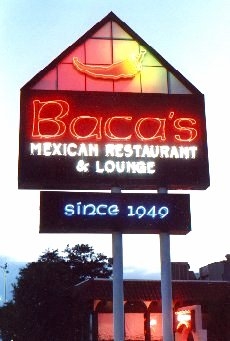 Baca's
MEXICAN RESTAURANT
& LOUNGE
since 1949